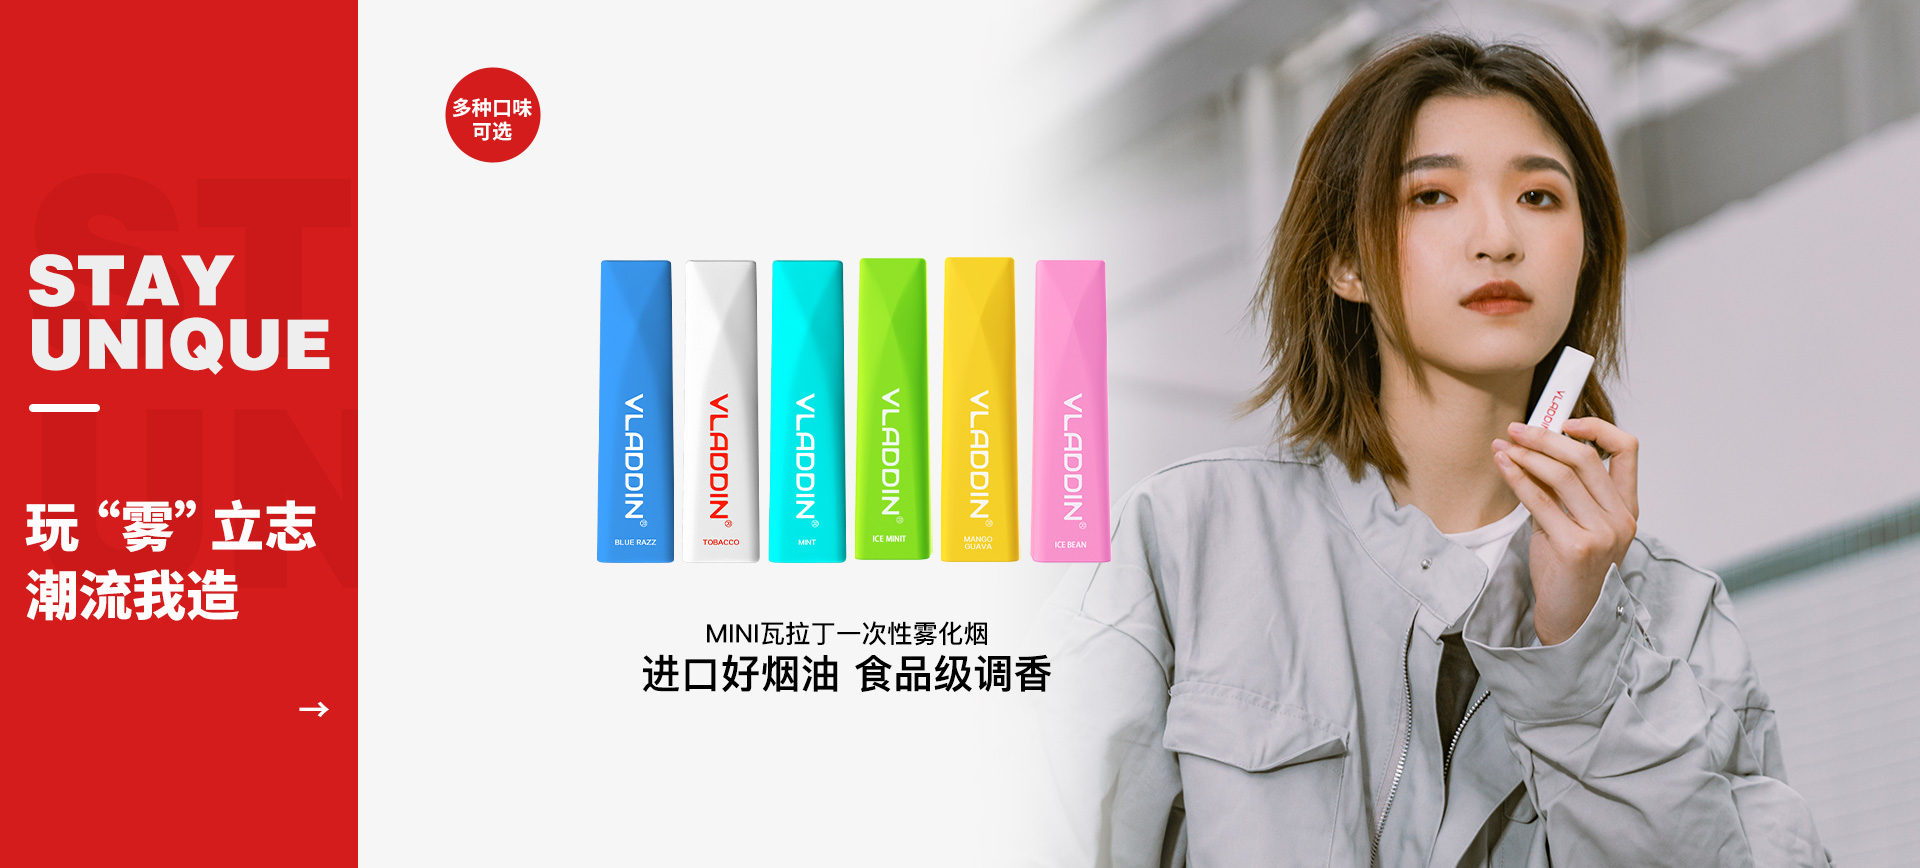 STAY
UNIQUE
玩“雾”立志
潮流我造
→
多种口味
可选
VLADDIN®
BLUE RAZZ
VLADDIN®
TOBACCO
VLADDIN®
MINT
VLADDIN®
ICE MINIT
VLADDIN®
MANGO
GUAVA
VLADDIN®
ICE BEAN
MINI瓦拉丁一次性雾化烟
进口好烟油 食品级调香
VLADDIN